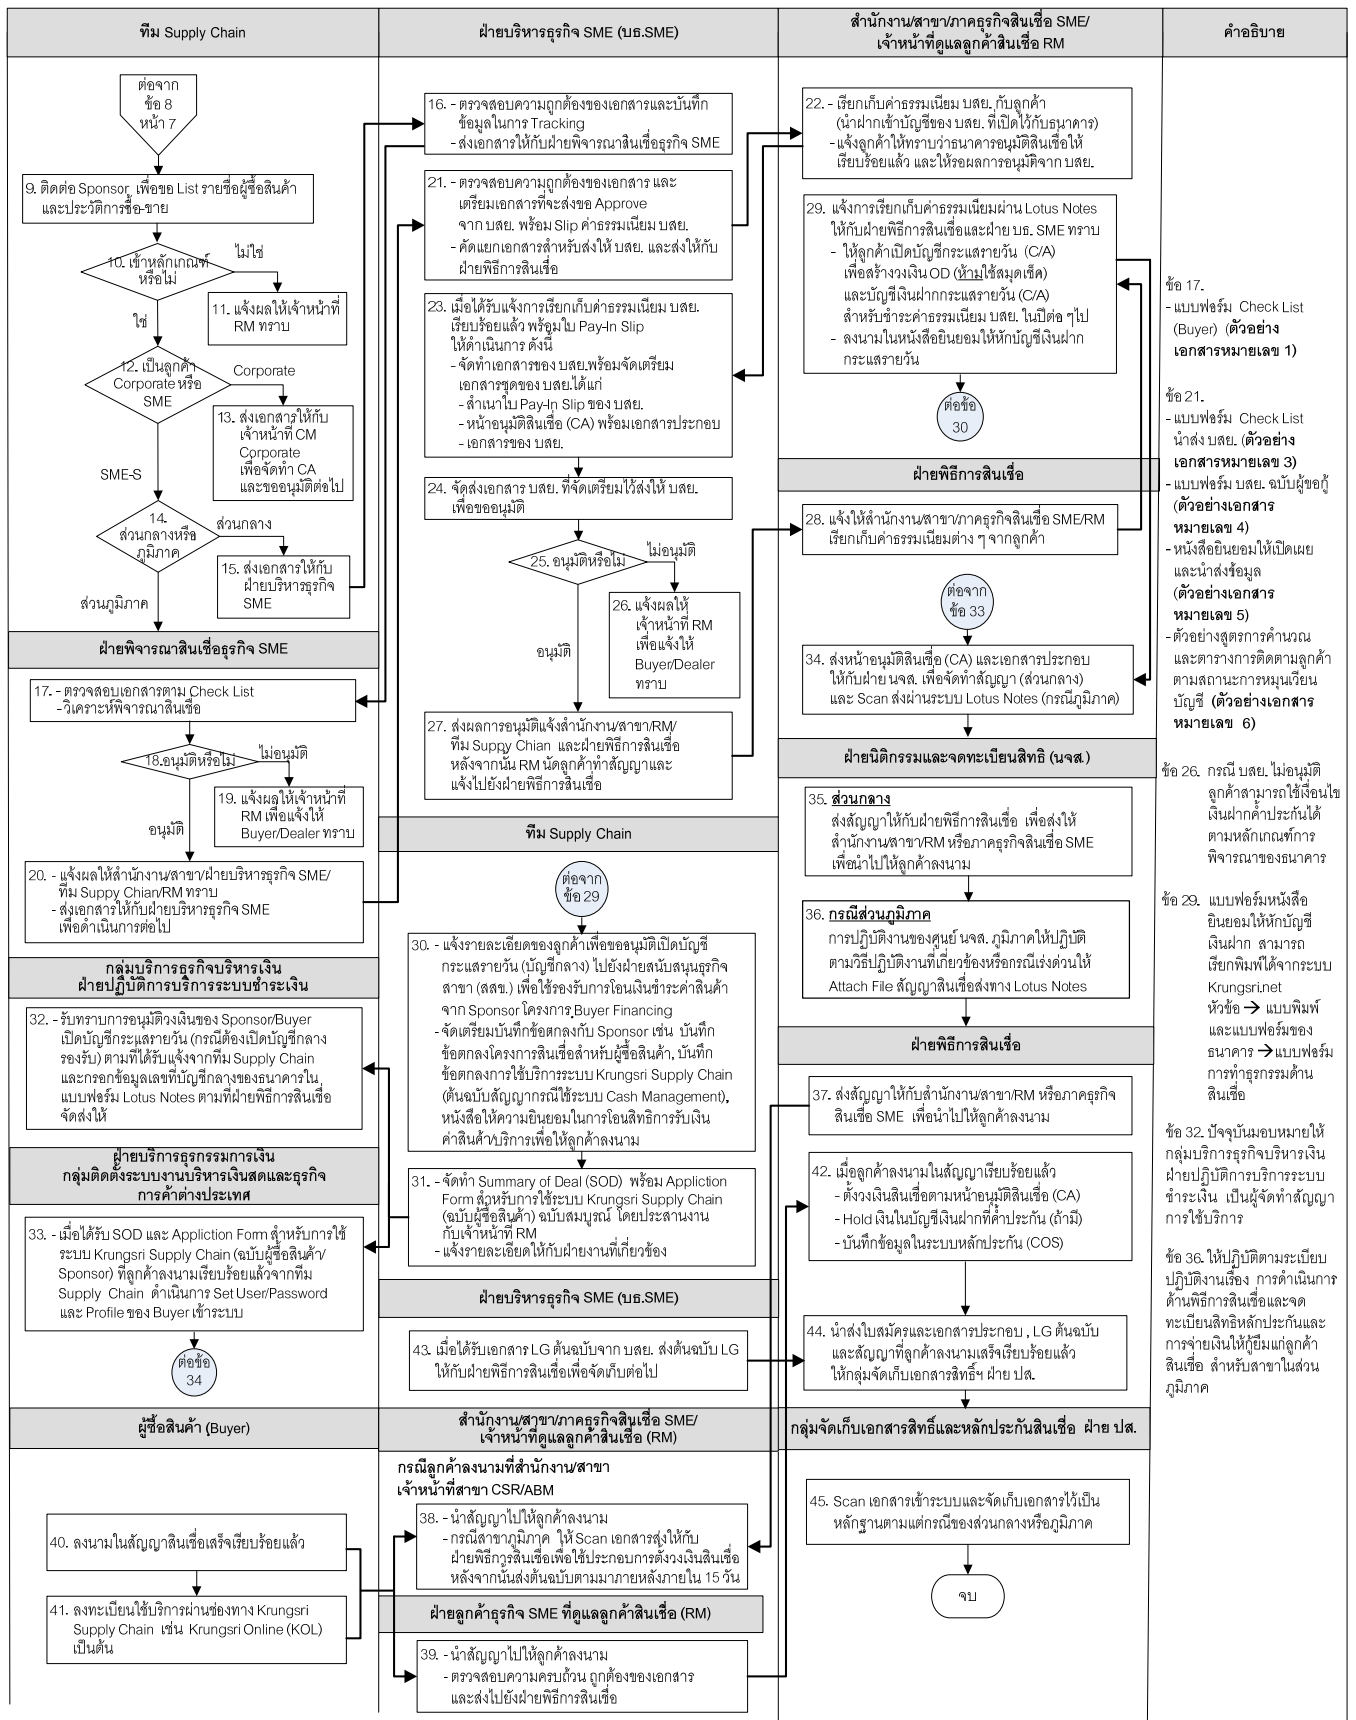 ทีม Supply Chain
ต่อจาก
ข้อ 8
หน้า 7
9. ติดต่อ Sponsor เพื่อขอ List รายชื่อผู้ซื้อสินค้า
และประวัติการซื้อ-ขาย
10. เข้าหลักเกณฑ์
หรือไม่
ไม่ใช่
11. แจ้งผลให้เจ้าหน้าที่
RM ทราบ
ใช่
12. เป็นลูกค้า
Corporate หรือ
SME
Corporate
13. ส่งเอกสารให้กับ
เจ้าหน้าที่ CM
Corporate
เพื่อจัดทำ CA
และขออนุมัติต่อไป
SME-S
14.
ส่วนกลางหรือ
ภูมิภาค
ส่วนกลาง
15. ส่งเอกสารให้กับ
ฝ่ายบริหารธุรกิจ
SME
ส่วนภูมิภาค
ฝ่ายพิจารณาสินเชื่อธุรกิจ SME
17. - ตรวจสอบเอกสารตาม Check List
- วิเคราะห์พิจารณาสินเชื่อ
18.อนุมัติหรือไม่
ไม่อนุมัติ
19. แจ้งผลให้เจ้าหน้าที่
RM เพื่อแจ้งให้
Buyer/Dealer ทราบ
อนุมัติ
20. - แจ้งผลให้สำนักงาน/สาขา/ฝ่ายบริหารธุรกิจ SME/
ทีม Suppy Chian/RM ทราบ
- ส่งเอกสารให้กับฝ่ายบริหารธุรกิจ SME
เพื่อดำเนินการต่อไป
กลุ่มบริการธุรกิจบริหารเงิน
ฝ่ายปฏิบัติการบริการระบบชำระเงิน
32. - รับทราบการอนุมัติวงเงินของ Sponsor/Buyer
เปิดบัญชีกระแสรายวัน (กรณีต้องเปิดบัญชีกลาง
รองรับ) ตามที่ได้รับแจ้งจากทีม Supply Chain
และกรอกข้อมูลเลขที่บัญชีกลางของธนาคารใน
แบบฟอร์ม Lotus Notes ตามที่ฝ่ายพิธีการสินเชื่อ
จัดส่งให้
ฝ่ายบริการธุรกรรมการเงิน
กลุ่มติดตั้งระบบงานบริหารเงินสดและธุรกิจ
การค้าต่างประเทศ
33. - เมื่อได้รับ SOD และ Appliction Form สำหรับการใช้
ระบบ Krungsri Supply Chain (ฉบับผู้ซื้อสินค้า/
Sponsor) ที่ลูกค้าลงนามเรียบร้อยแล้วจากทีม
Supply Chain ดำเนินการ Set User/Password
และ Profile ของ Buyer เข้าระบบ
ต่อข้อ
34
ผู้ซื้อสินค้า (Buyer)
40. ลงนามในสัญญาสินเชื่อเสร็จเรียบร้อยแล้ว
41. ลงทะเบียนใช้บริการผ่านช่องทาง Krungsri
Supply Chain เช่น Krungsri Online (KOL)
เป็นต้น
ฝ่ายบริหารธุรกิจ SME (บธ.SME)
16. - ตรวจสอบความถูกต้องของเอกสารและบันทึก
ข้อมูลในการ Tracking
- ส่งเอกสารให้กับฝ่ายพิจารณาสินเชื่อธุรกิจ SME
21. - ตรวจสอบความถูกต้องของเอกสาร และ
เตรียมเอกสารที่จะส่งขอ Approve
จาก บสย. พร้อม Slip ค่าธรรมเนียม บสย.
- คัดแยกเอกสารสำหรับส่งให้ บสย. และส่งให้กับ
ฝ่ายพิธีการสินเชื่อ
23. เมื่อได้รับแจ้งการเรียกเก็บค่าธรรมเนียม บสย.
เรียบร้อยแล้ว พร้อมใบ Pay-In Slip
ให้ดำเนินการ ดังนี้
- จัดทำเอกสารของ บสย.พร้อมจัดเตรียม
เอกสารชุดของ บสย.ได้แก่
- สำเนาใบ Pay-In Slip ของ บสย.
- หน้าอนุมัติสินเชื่อ (CA) พร้อมเอกสารประกอบ
- เอกสารของ บสย.
24. จัดส่งเอกสาร บสย. ที่จัดเตรียมไว้ส่งให้ บสย.
เพื่อขออนุมัติ
25. อนุมัติหรือไม่
ไม่อนุมัติ
26. แจ้งผลให้
เจ้าหน้าที่ RM
เพื่อแจ้งให้
Buyer/Dealer
ทราบ
อนุมัติ
27. ส่งผลการอนุมัติแจ้งสำนักงาน/สาขา/RM/
ทีม Suppy Chian และฝ่ายพิธีการสินเชื่อ
หลังจากนั้น RM นัดลูกค้าทำสัญญาและ
แจ้งไปยังฝ่ายพิธีการสินเชื่อ
ทีม Supply Chain
ต่อจาก
ข้อ 29
30. - แจ้งรายละเอียดของลูกค้าเพื่อขออนุมัติเปิดบัญชี
กระแสรายวัน (บัญชีกลาง) ไปยังฝ่ายสนับสนุนธุรกิจ
สาขา (สสข.) เพื่อใช้รองรับการโอนเงินชำระค่าสินค้า
จาก Sponsor โครงการ Buyer Financing
- จัดเตรียมบันทึกข้อตกลงกับ Sponsor เช่น บันทึก
ข้อตกลงโครงการสินเชื่อสำหรับผู้ซื้อสินค้า, บันทึก
ข้อตกลงการใช้บริการระบบ Krungsri Supply Chain
(ต้นฉบับสัญญากรณีใช้ระบบ Cash Management),
หนังสือให้ความยินยอมในการโอนสิทธิการรับเงิน
ค่าสินค้า/บริการเพื่อให้ลูกค้าลงนาม
31. - จัดทำ Summary of Deal (SOD) พร้อม Appliction
Form สำหรับการใช้ระบบ Krungsri Supply Chain
(ฉบับผู้ซื้อสินค้า) ฉบับสมบูรณ์ โดยประสานงาน
กับเจ้าหน้าที่ RM
- แจ้งรายละเอียดให้กับฝ่ายงานที่เกี่ยวข้อง
ฝ่ายบริหารธุรกิจ SME (บธ.SME)
43. เมื่อได้รับเอกสาร LG ต้นฉบับจาก บสย. ส่งต้นฉบับ LG
ให้กับฝ่ายพิธีการสินเชื่อเพื่อจัดเก็บต่อไป
สำนักงาน/สาขา/ภาคธุรกิจสินเชื่อ SME/
เจ้าหน้าที่ดูแลลูกค้าสินเชื่อ (RM)
กรณีลูกค้าลงนามที่สำนักงาน/สาขา
เจ้าหน้าที่สาขา CSR/ABM
38. - นำสัญญาไปให้ลูกค้าลงนาม
- กรณีสาขาภูมิภาค ให้ Scan เอกสารส่งให้กับ
ฝ่ายพิธีการสินเชื่อเพื่อใช้ประกอบการตั้งวงเงินสินเชื่อ
หลังจากนั้นส่งต้นฉบับตามมาภายหลังภายใน 15 วัน
ฝ่ายลูกค้าธุรกิจ SME ที่ดูแลลูกค้าสินเชื่อ (RM)
39. - นำสัญญาไปให้ลูกค้าลงนาม
- ตรวจสอบความครบถ้วน ถูกต้องของเอกสาร
และส่งไปยังฝ่ายพิธีการสินเชื่อ
สำนักงาน/สาขา/ภาคธุรกิจสินเชื่อ SME/
เจ้าหน้าที่ดูแลลูกค้าสินเชื่อ RM
22. - เรียกเก็บค่าธรรมเนียม บสย. กับลูกค้า
(นำฝากเข้าบัญชีของ บสย. ที่เปิดไว้กับธนาคาร)
- แจ้งลูกค้าให้ทราบว่าธนาคารอนุมัติสินเชื่อให้
เรียบร้อยแล้ว และให้รอผลการอนุมัติจาก บสย.
29. แจ้งการเรียกเก็บค่าธรรมเนียมผ่าน Lotus Notes
ให้กับฝ่ายพิธีการสินเชื่อและฝ่าย บธ. SME ทราบ
- ให้ลูกค้าเปิดบัญชีกระแสรายวัน (C/A)
เพื่อสร้างวงเงิน OD (ห้ามใช้สมุดเช็ค)
และบัญชีเงินฝากกระแสรายวัน (C/A)
สำหรับชำระค่าธรรมเนียม บสย. ในปีต่อ ๆไป
- ลงนามในหนังสือยินยอมให้หักบัญชีเงินฝาก
กระแสรายวัน
ต่อข้อ
30
ฝ่ายพิธีการสินเชื่อ
28. แจ้งให้สำนักงาน/สาขา/ภาคธุรกิจสินเชื่อ SME/RM
เรียกเก็บค่าธรรมเนียมต่าง ๆ จากลูกค้า
ต่อจาก
ข้อ 33
34. ส่งหน้าอนุมัติสินเชื่อ (CA) และเอกสารประกอบ
ให้กับฝ่าย นจส. เพื่อจัดทำสัญญา (ส่วนกลาง)
และ Scan ส่งผ่านระบบ Lotus Notes (กรณีภูมิภาค)
ฝ่ายนิติกรรมและจดทะเบียนสิทธิ (นจส.)
35. ส่วนกลาง
ส่งสัญญาให้กับฝ่ายพิธีการสินเชื่อ เพื่อส่งให้
สำนักงาน/สาขา/RM หรือภาคธุรกิจสินเชื่อ SME
เพื่อนำไปให้ลูกค้าลงนาม
36. กรณีส่วนภูมิภาค
การปฏิบัติงานของศูนย์ นจส. ภูมิภาคให้ปฏิบัติ
ตามวิธีปฏิบัติงานที่เกี่ยวข้องหรือกรณีเร่งด่วนให้
Attach File สัญญาสินเชื่อส่งทาง Lotus Notes
ฝ่ายพิธีการสินเชื่อ
37. ส่งสัญญาให้กับสำนักงาน/สาขา/RM หรือภาคธุรกิจ
สินเชื่อ SME เพื่อนำไปให้ลูกค้าลงนาม
42. เมื่อลูกค้าลงนามในสัญญาเรียบร้อยแล้ว
- ตั้งวงเงินสินเชื่อตามหน้าอนุมัติสินเชื่อ (CA)
- Hold เงินในบัญชีเงินฝากที่ค้ำประกัน (ถ้ามี)
- บันทึกข้อมูลในระบบหลักประกัน (COS)
44. นำส่งใบสมัครและเอกสารประกอบ , LG ต้นฉบับ
และสัญญาที่ลูกค้าลงนามเสร็จเรียบร้อยแล้ว
ให้กลุ่มจัดเก็บเอกสารสิทธิ์ฯ ฝ่าย ปส.
กลุ่มจัดเก็บเอกสารสิทธิ์และหลักประกันสินเชื่อ ฝ่าย ปส.
45. Scan เอกสารเข้าระบบและจัดเก็บเอกสารไว้เป็น
หลักฐานตามแต่กรณีของส่วนกลางหรือภูมิภาค
จบ
คำอธิบาย
ข้อ 17.
- แบบฟอร์ม Check List
(Buyer) (ตัวอย่าง
เอกสารหมายเลข 1)
ข้อ 21.
- แบบฟอร์ม Check List
นำส่ง บสย. (ตัวอย่าง
เอกสารหมายเลข 3)
- แบบฟอร์ม บสย. ฉบับผู้ขอกู้
(ตัวอย่างเอกสาร
หมายเลข 4)
- หนังสือยินยอมให้เปิดเผย
และนำส่งข้อมูล
(ตัวอย่างเอกสาร
หมายเลข 5)
- ตัวอย่างสูตรการคำนวณ
และตารางการติดตามลูกค้า
ตามสถานะการหมุนเวียน
บัญชี (ตัวอย่างเอกสาร
หมายเลข 6)
ข้อ 26. กรณี บสย. ไม่อนุมัติ
ลูกค้าสามารถใช้เงื่อนไข
เงินฝากค้ำประกันได้
ตามหลักเกณฑ์การ
พิจารณาของธนาคาร
ข้อ 29. แบบฟอร์มหนังสือ
ยินยอมให้หักบัญชี
เงินฝาก สามารถ
เรียกพิมพ์ได้จากระบบ
Krungsri.net
หัวข้อ → แบบพิมพ์
และแบบฟอร์มของ
ธนาคาร → แบบฟอร์ม
การทำธุรกรรมด้าน
สินเชื่อ
ข้อ 32. ปัจจุบันมอบหมายให้
กลุ่มบริการธุรกิจบริหารเงิน
ฝ่ายปฏิบัติการบริการระบบ
ชำระเงิน เป็นผู้จัดทำสัญญา
การใช้บริการ
ข้อ 36. ให้ปฏิบัติตามระเบียบ
ปฏิบัติงานเรื่อง การดำเนินการ
ด้านพิธีการสินเชื่อและจด
ทะเบียนสิทธิหลักประกันและ
การจ่ายเงินให้กู้ยืมแก่ลูกค้า
สินเชื่อ สำหรับสาขาในส่วน
ภูมิภาค